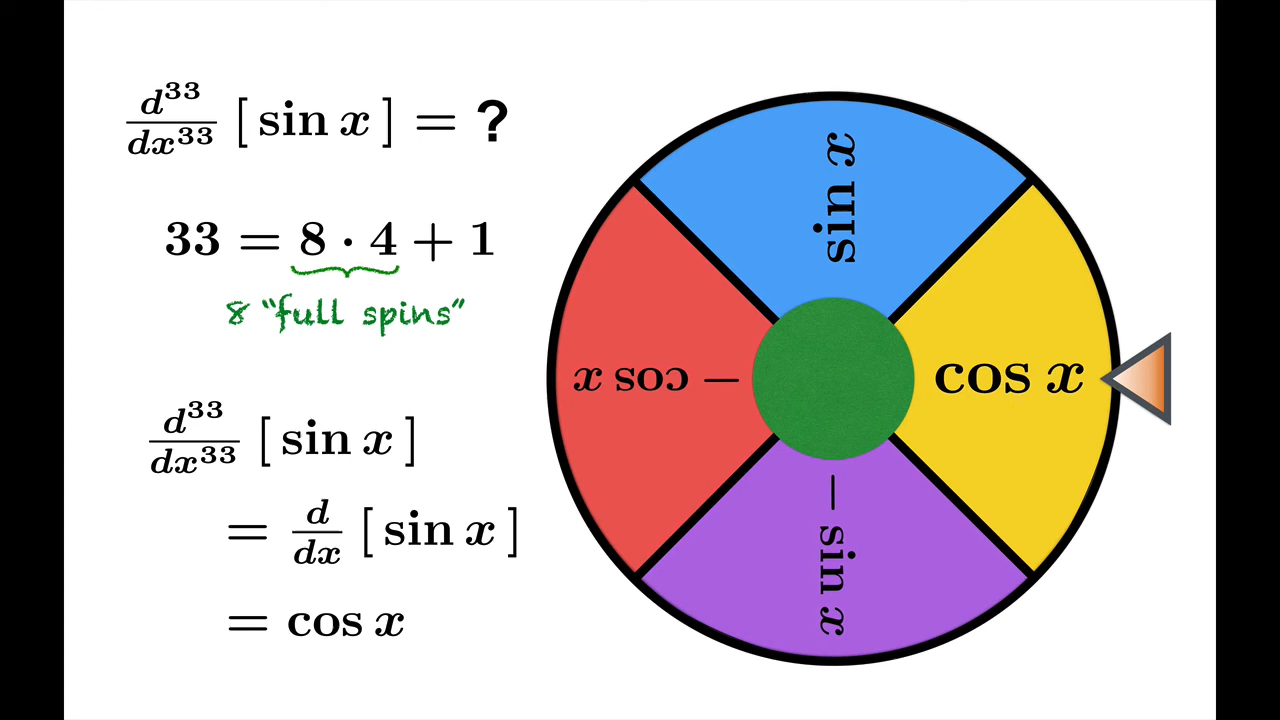 d³³/dx³³ [ sin x ] = ?
33 = 8 · 4 + 1
8 “full spins”
d³³/dx³³ [ sin x ]
= d/dx [ sin x ]
= cos x
sin x
cos x
− sin x
− cos x